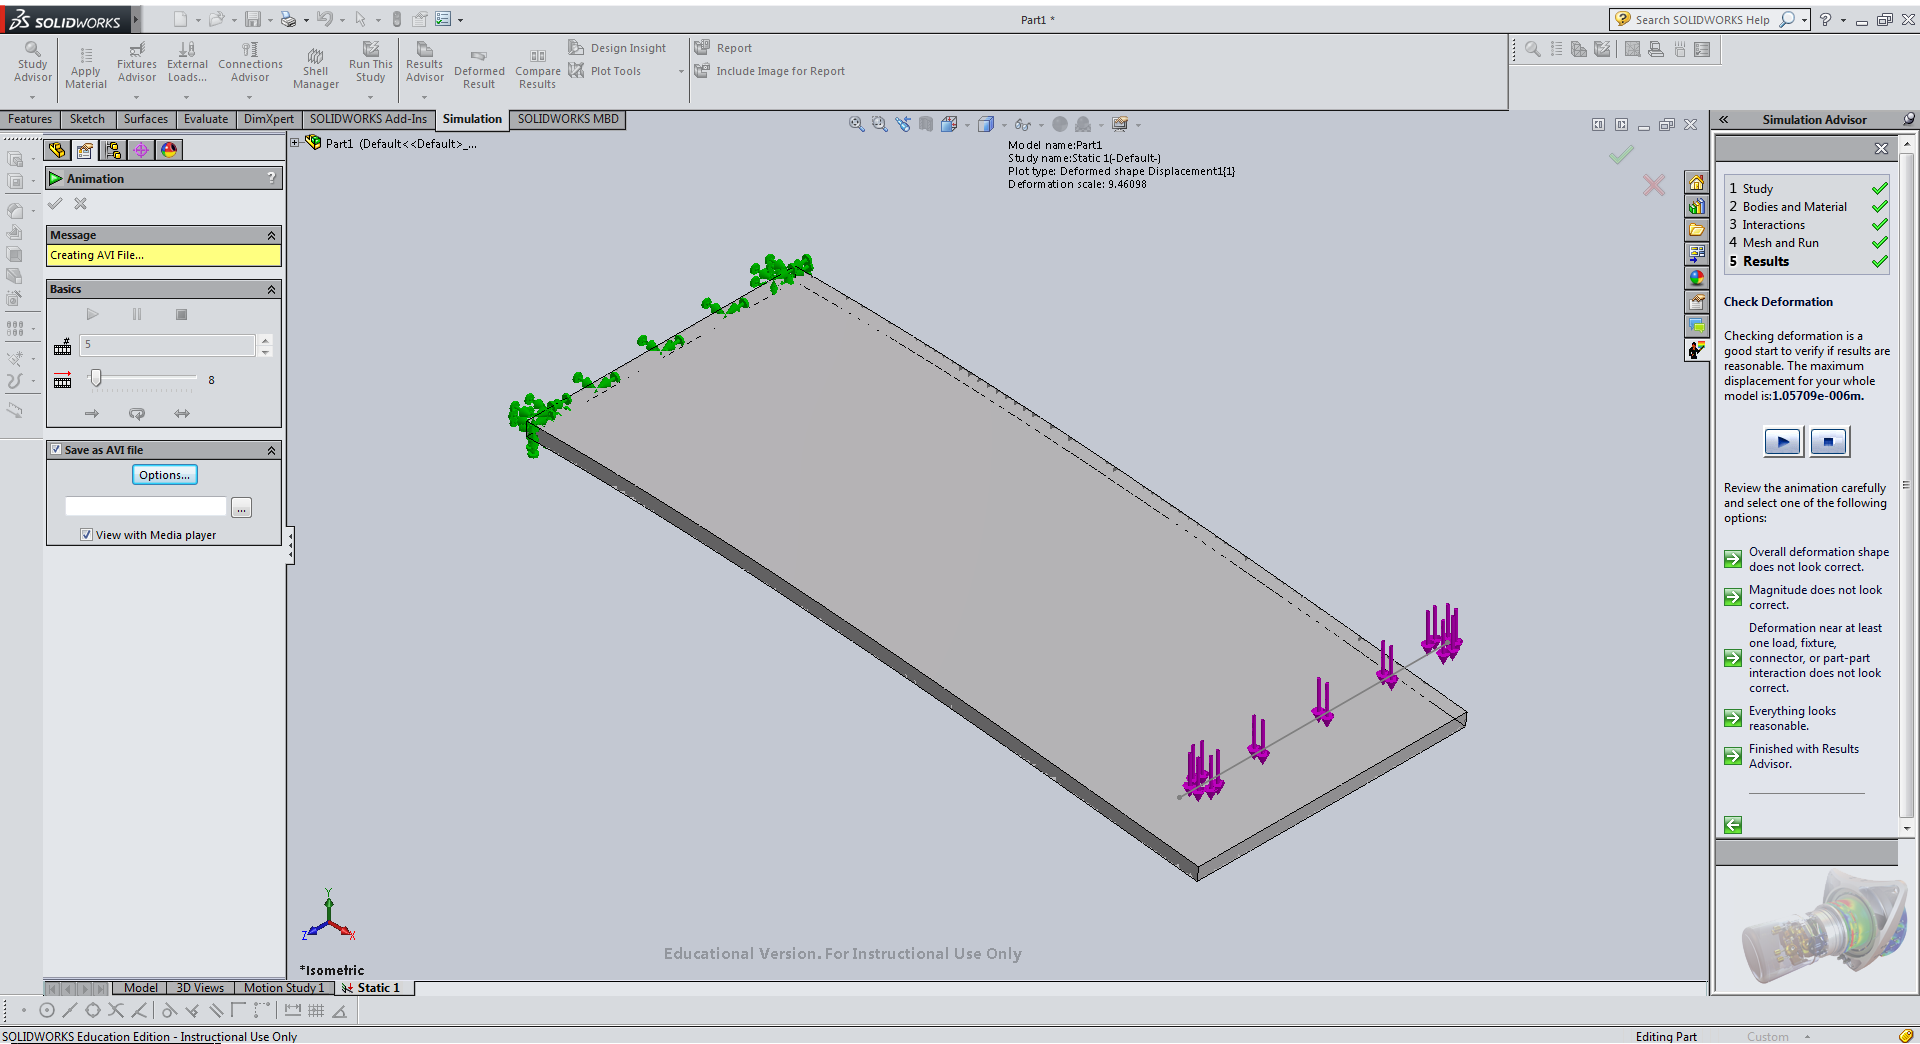 SOLIDWORKS
Part1 *
Search SOLIDWORKS Help
Study Advisor
Apply Material
Fixtures Advisor
External Loads...
Connections Advisor
Shell Manager
Run This Study
Results Advisor
Deformed Result
Compare Results
Design Insight
Plot Tools
Report
Include Image for Report
Features Sketch Surfaces Evaluate DimXpert SOLIDWORKS Add-Ins Simulation SOLIDWORKS MBD
Animation ?
Message
Creating AVI File...
Basics
5
8
Save as AVI file
Options...
...
View with Media player
Part1 (Default<<Default>_...
Model name:Part1
Study name:Static 1(-Default-)
Plot type: Deformed shape Displacement1{1}
Deformation scale: 9.46098
Y
Z
X
*Isometric
Educational Version. For Instructional Use Only
Simulation Advisor
1 Study
2 Bodies and Material
3 Interactions
4 Mesh and Run
5 Results
Check Deformation
Checking deformation is a
good start to verify if results are
reasonable. The maximum
displacement for your whole
model is:1.05709e-006m.
Review the animation carefully
and select one of the following
options:
Overall deformation shape
does not look correct.
Magnitude does not look
correct.
Deformation near at least
one load, fixture,
connector, or part-part
interaction does not look
correct.
Everything looks
reasonable.
Finished with Results
Advisor.
Model 3D Views Motion Study 1 Static 1
SOLIDWORKS Education Edition - Instructional Use Only
Editing Part
Custom